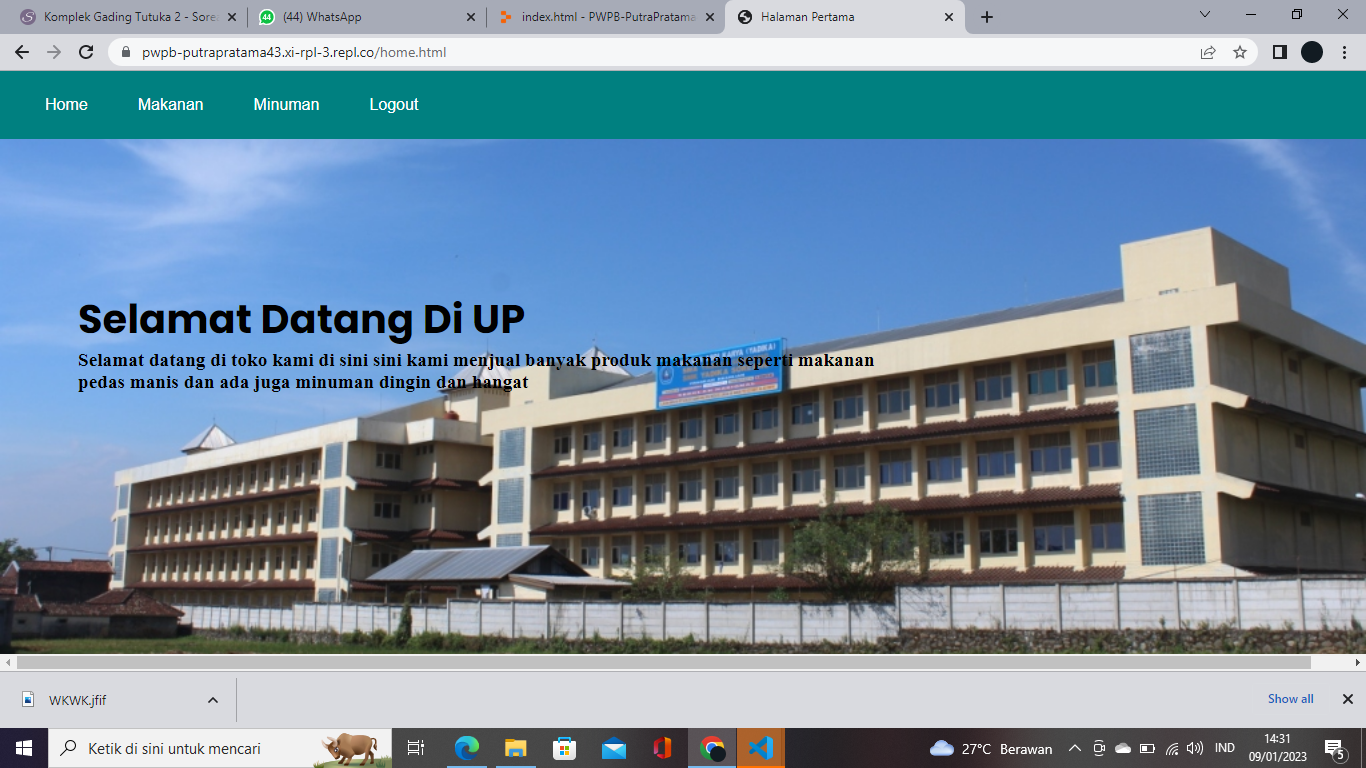 Komplek Gading Tutuka 2 - Sorea
(44) WhatsApp
index.html - PWPB-PutraPratama
Halaman Pertama
pwpb-putrapratama43.xi-rpl-3.repl.co/home.html
Home Makanan Minuman Logout
Selamat Datang Di UP
Selamat datang di toko kami di sini sini kami menjual banyak produk makanan seperti makanan
pedas manis dan ada juga minuman dingin dan hangat
WKWK.jfif
Show all
Ketik di sini untuk mencari
27°C Berawan
IND
14:31
09/01/2023
5